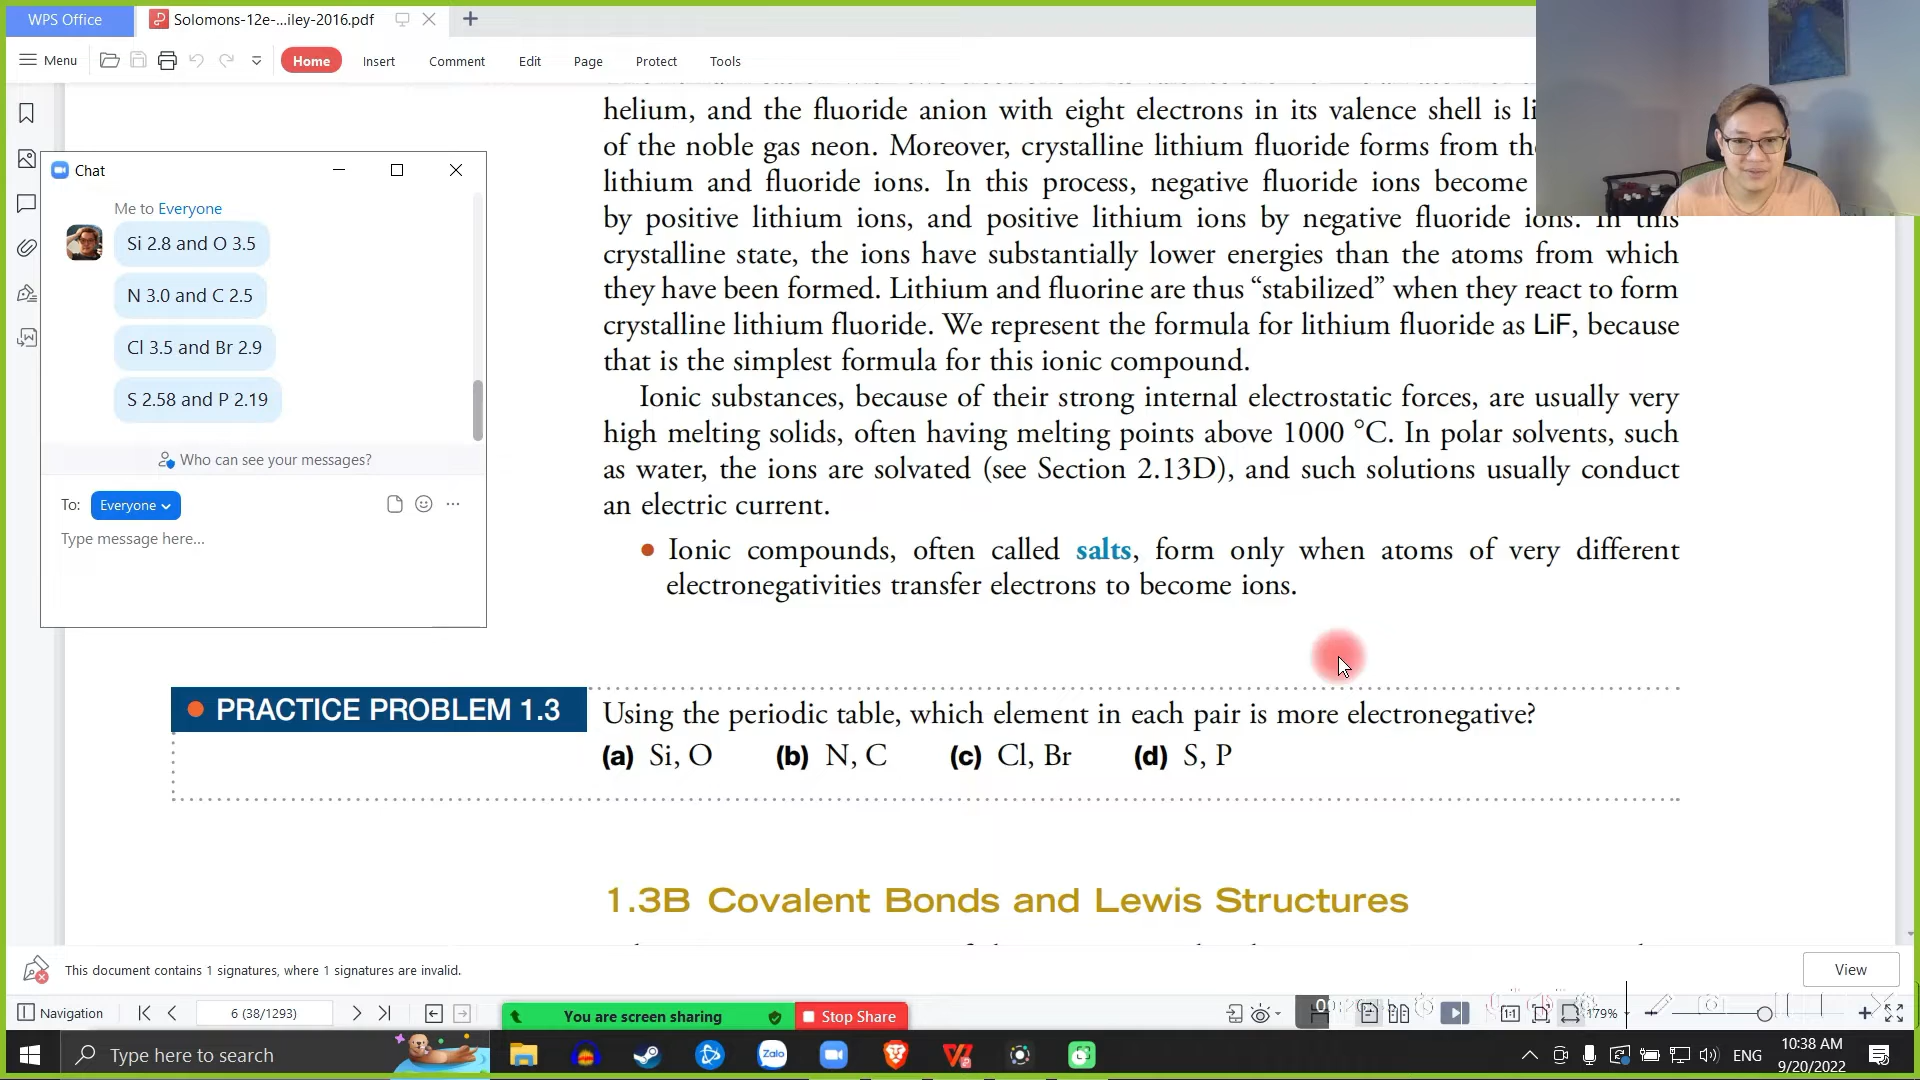 WPS Office
Solomons-12e-...iley-2016.pdf
Menu
Home
Insert
Comment
Edit
Page
Protect
Tools
helium, and the fluoride anion with eight electrons in its valence shell is li
of the noble gas neon. Moreover, crystalline lithium fluoride forms from the
lithium and fluoride ions. In this process, negative fluoride ions become
by positive lithium ions, and positive lithium ions by negative fluoride ions. In this
crystalline state, the ions have substantially lower energies than the atoms from which
they have been formed. Lithium and fluorine are thus “stabilized” when they react to form
crystalline lithium fluoride. We represent the formula for lithium fluoride as LiF, because
that is the simplest formula for this ionic compound.
Ionic substances, because of their strong internal electrostatic forces, are usually very
high melting solids, often having melting points above 1000 °C. In polar solvents, such
as water, the ions are solvated (see Section 2.13D), and such solutions usually conduct
an electric current.
• Ionic compounds, often called salts, form only when atoms of very different
electronegativities transfer electrons to become ions.
Chat
Me to Everyone
Si 2.8 and O 3.5
N 3.0 and C 2.5
Cl 3.5 and Br 2.9
S 2.58 and P 2.19
Who can see your messages?
To: Everyone
Type message here...
• PRACTICE PROBLEM 1.3
Using the periodic table, which element in each pair is more electronegative?
(a) Si, O (b) N, C (c) Cl, Br (d) S, P
1.3B Covalent Bonds and Lewis Structures
This document contains 1 signatures, where 1 signatures are invalid.
View
Navigation
6 (38/1293)
You are screen sharing
Stop Share
179%
Type here to search
Zalo
ENG
10:38 AM
9/20/2022